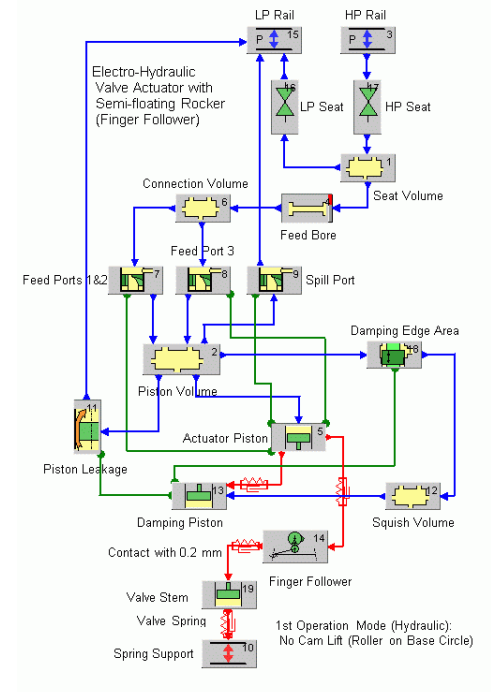 LP Rail
HP Rail
P
15
P
3
Electro-Hydraulic
Valve Actuator with
Semi-floating Rocker
(Finger Follower)
16
LP Seat
17
HP Seat
1
Seat Volume
Connection Volume
6
4
Feed Bore
Feed Port 3
Feed Ports 1&2
7
8
9
Spill Port
Damping Edge Area
18
2
Piston Volume
11
Piston Leakage
Actuator Piston
5
13
Damping Piston
12
Squish Volume
14
Contact with 0.2 mm
Finger Follower
Valve Stem
19
Valve Spring
1st Operation Mode (Hydraulic):
No Cam Lift (Roller on Base Circle)
Spring Support
10